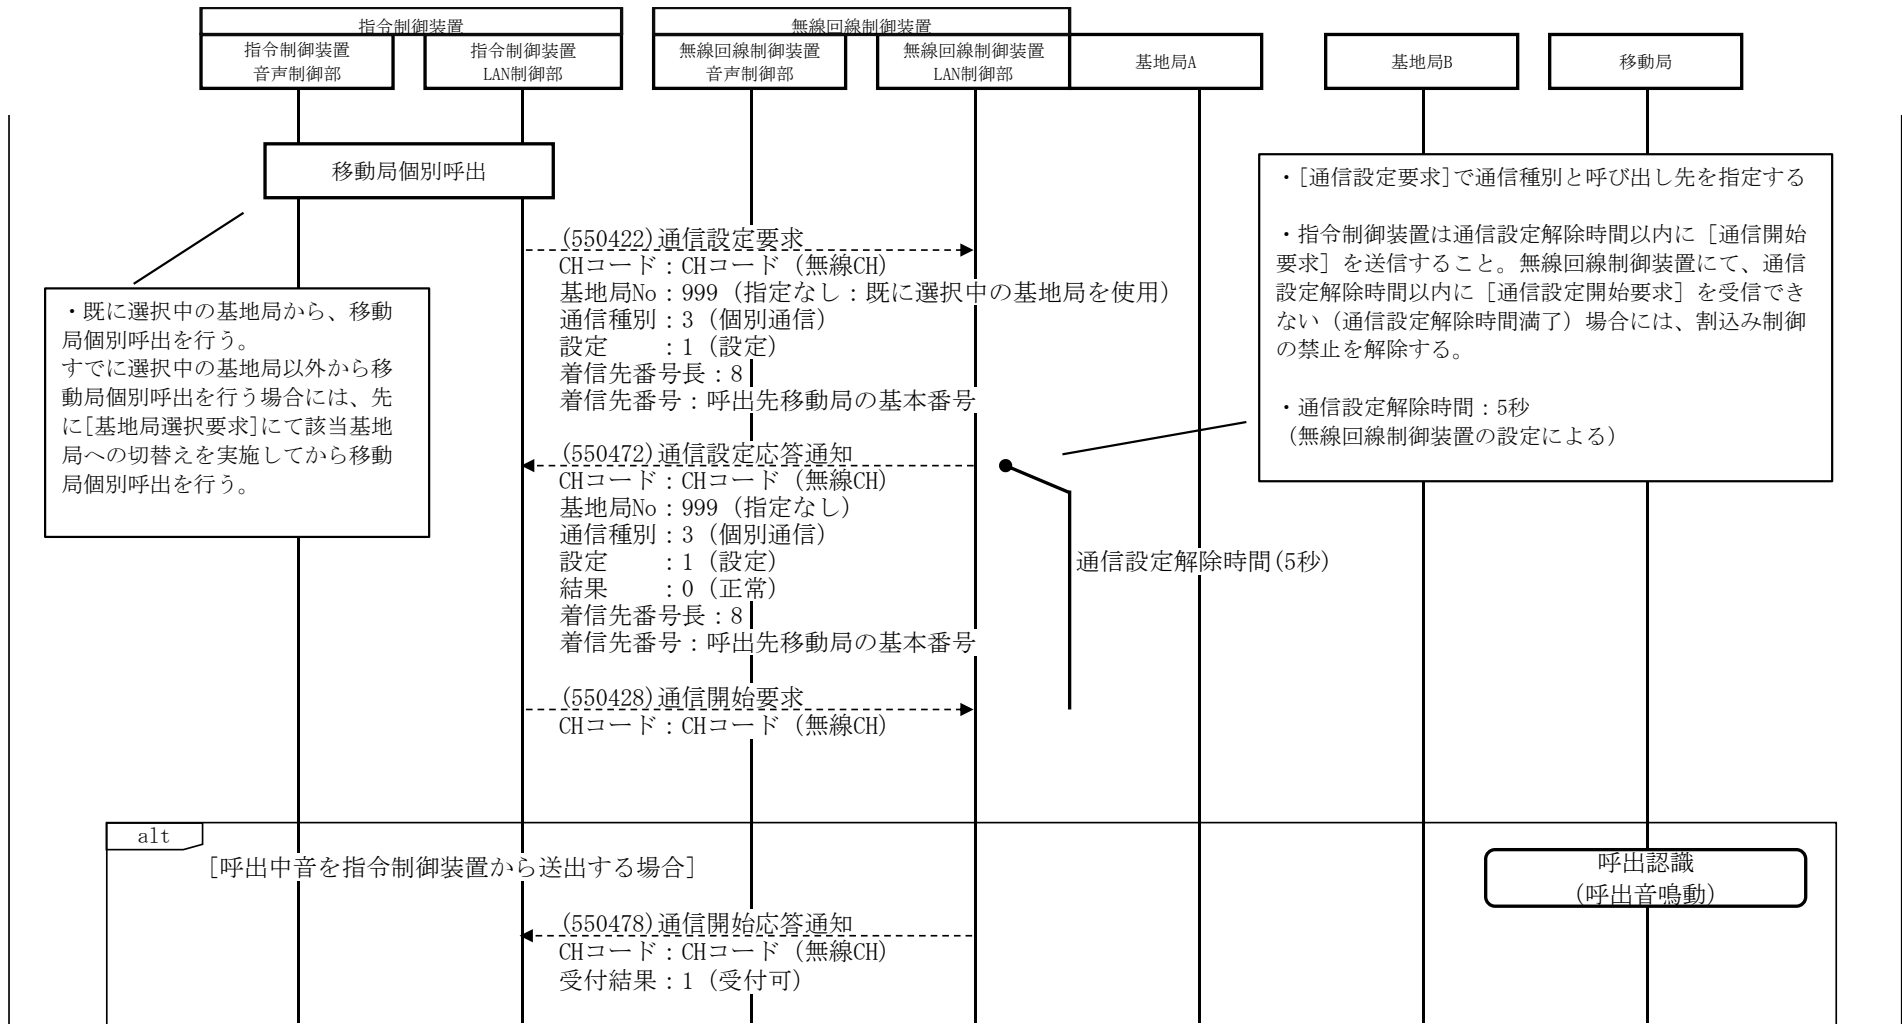 指令制御装置
無線回線制御装置
指令制御装置
音声制御部
指令制御装置
LAN制御部
無線回線制御装置
音声制御部
無線回線制御装置
LAN制御部
基地局A
基地局B
移動局
移動局個別呼出
・[通信設定要求]で通信種別と呼び出し先を指定する
・指令制御装置は通信設定解除時間以内に［通信開始
要求］を送信すること。無線回線制御装置にて、通信
設定解除時間以内に［通信設定開始要求］を受信でき
ない（通信設定解除時間満了）場合には、割込み制御
の禁止を解除する。
・通信設定解除時間：5秒
（無線回線制御装置の設定による）
・既に選択中の基地局から、移動
局個別呼出を行う。
すでに選択中の基地局以外から移
動局個別呼出を行う場合には、先
に[基地局選択要求]にて該当基地
局への切替えを実施してから移動
局個別呼出を行う。
(550422)通信設定要求
CHコード：CHコード（無線CH）
基地局No：999（指定なし：既に選択中の基地局を使用）
通信種別：3（個別通信）
設定　　：1（設定）
着信先番号長：8
着信先番号：呼出先移動局の基本番号
(550472)通信設定応答通知
CHコード：CHコード（無線CH）
基地局No：999（指定なし）
通信種別：3（個別通信）
設定　　：1（設定）
結果　　：0（正常）
着信先番号長：8
着信先番号：呼出先移動局の基本番号
通信設定解除時間(5秒)
(550428)通信開始要求
CHコード：CHコード（無線CH）
alt
［呼出中音を指令制御装置から送出する場合］
呼出認識
（呼出音鳴動）
(550478)通信開始応答通知
CHコード：CHコード（無線CH）
受付結果：1（受付可）